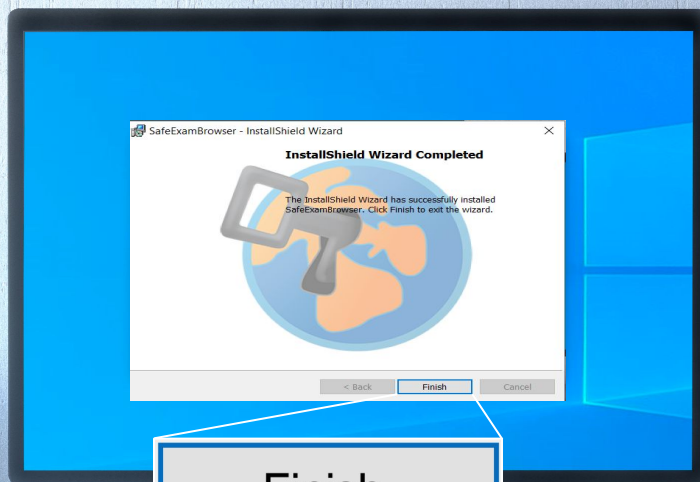 SafeExamBrowser - InstallShield Wizard
InstallShield Wizard Completed
The InstallShield Wizard has successfully installed
SafeExamBrowser. Click Finish to exit the wizard.
< Back
Finish
Cancel
Finish